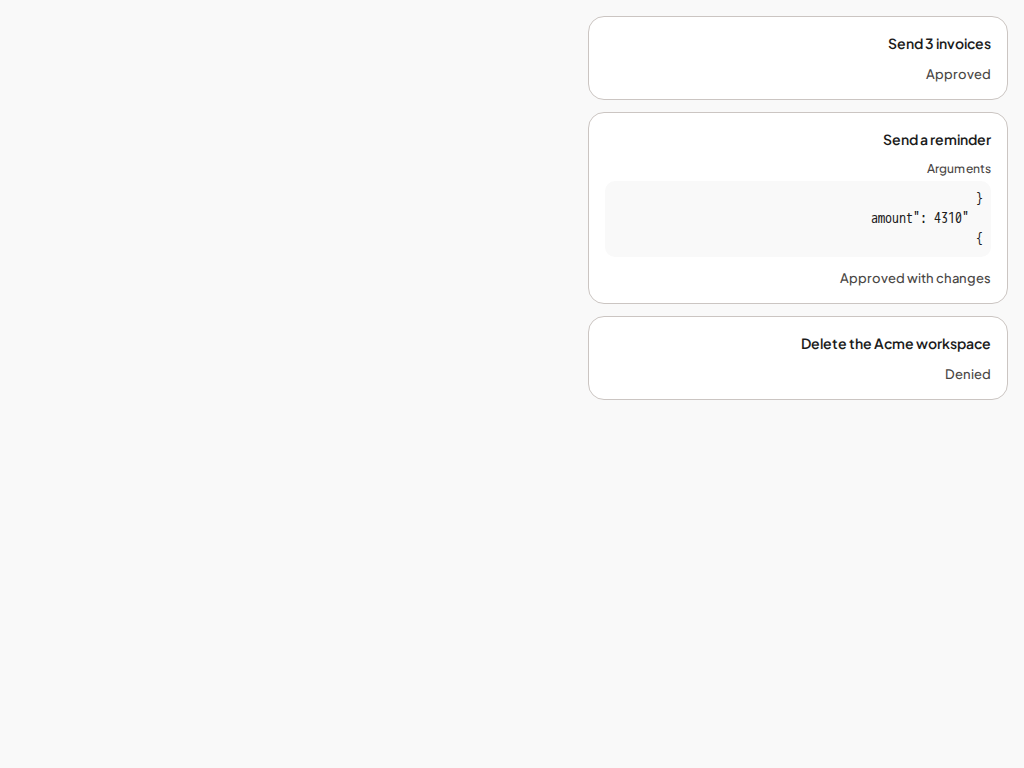 Send 3 invoices
Approved
Send a reminder
Arguments
}
amount": 4310"
{
Approved with changes
Delete the Acme workspace
Denied